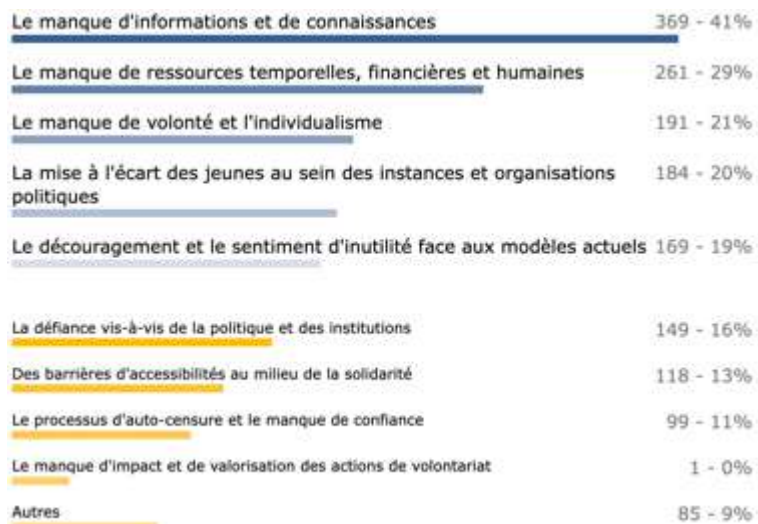 Le manque d'informations et de connaissances 369 - 41%
Le manque de ressources temporelles, financières et humaines 261 - 29%
Le manque de volonté et l'individualisme 191 - 21%
La mise à l'écart des jeunes au sein des instances et organisations 184 - 20%
politiques
Le découragement et le sentiment d'inutilité face aux modèles actuels 169 - 19%
La défiance vis-à-vis de la politique et des institutions 149 - 16%
Des barrières d'accessibilités au milieu de la solidarité 118 - 13%
Le processus d'auto-censure et le manque de confiance 99 - 11%
Le manque d'impact et de valorisation des actions de volontariat 1 - 0%
Autres 85 - 9%